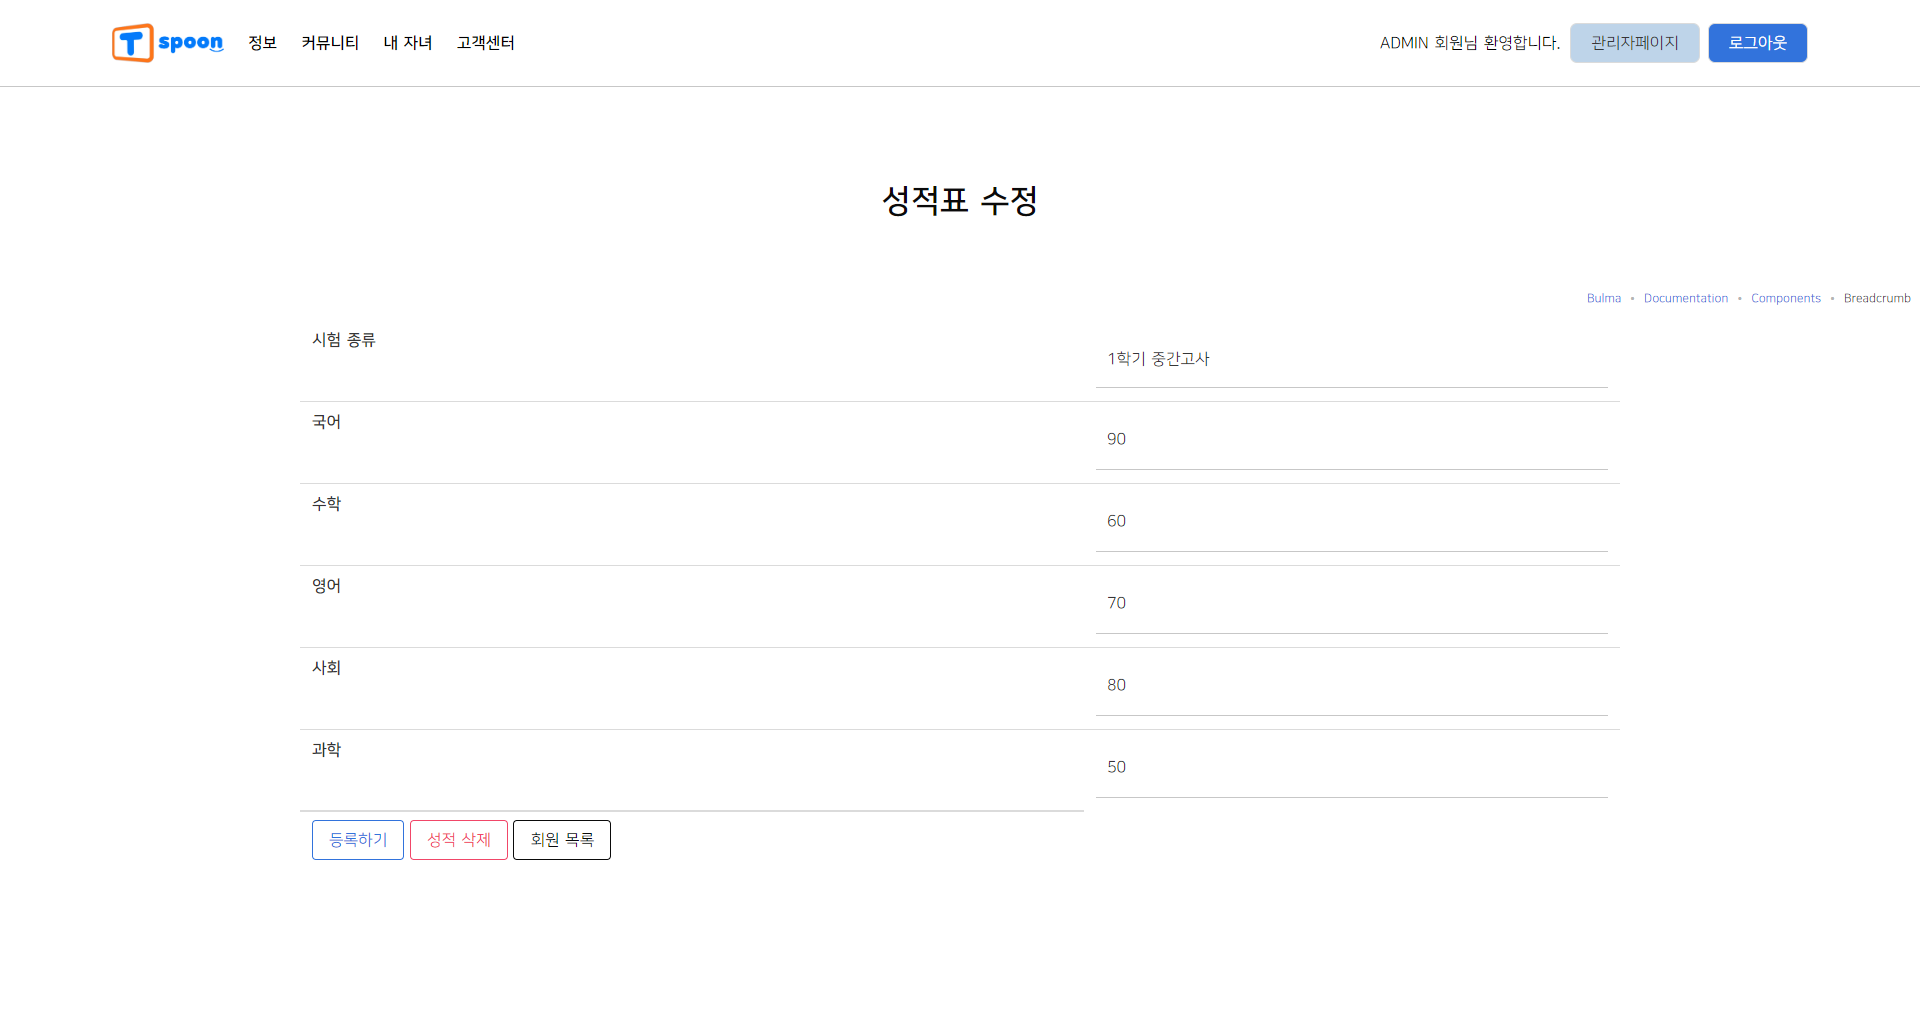 T spoon 정보 커뮤니티 내 자녀 고객센터 ADMIN 회원님 환영합니다. 관리자페이지 로그아웃
성적표 수정
Bulma • Documentation • Components • Breadcrumb
시험 종류
1학기 중간고사
국어
90
수학
60
영어
70
사회
80
과학
50
등록하기 성적 삭제 회원 목록